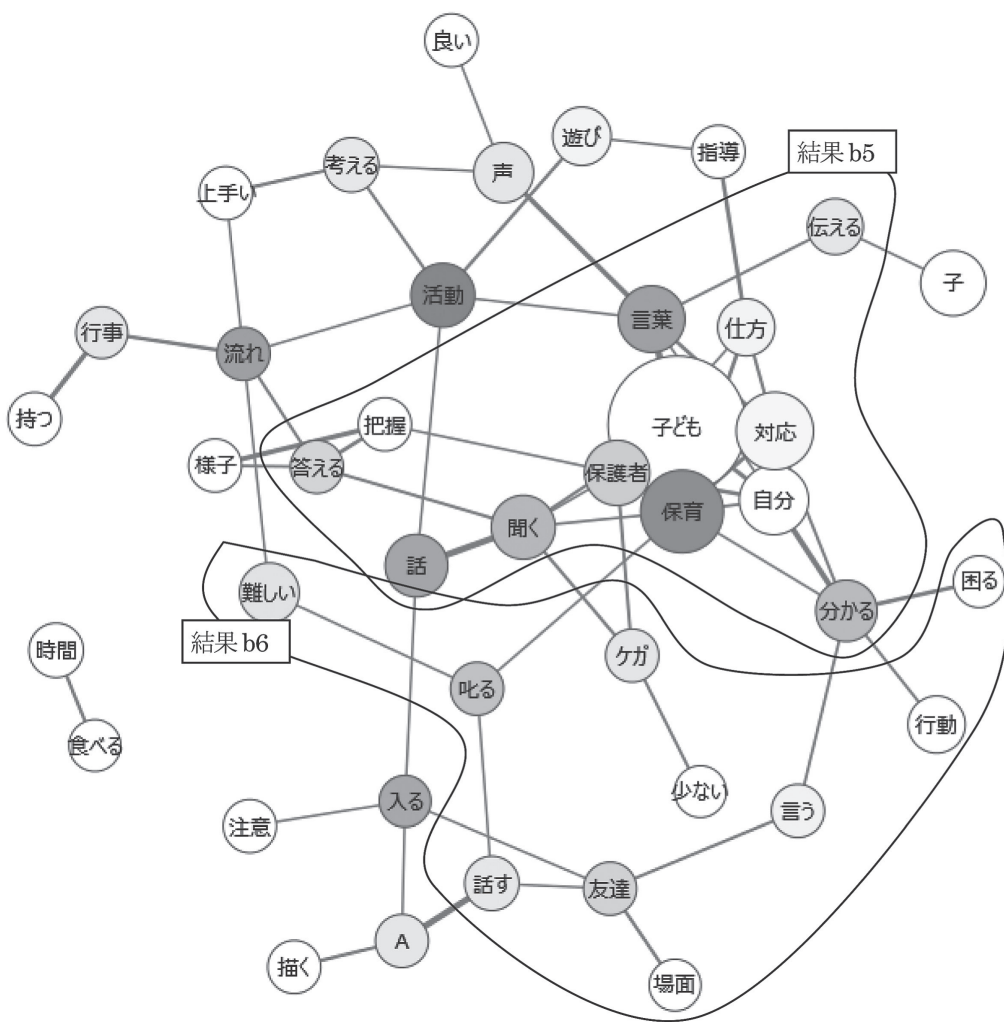 良い
遊び
考える
声
指導
結果 b5
上手い
伝える
子
活動
言葉
仕方
行事
流れ
持つ
把握
子ども
対応
様子
答える
保護者
保育
自分
聞く
話
難しい
困る
分かる
結果 b6
時間
ケガ
叱る
行動
食べる
少ない
入る
言う
注意
話す
友達
A
描く
場面